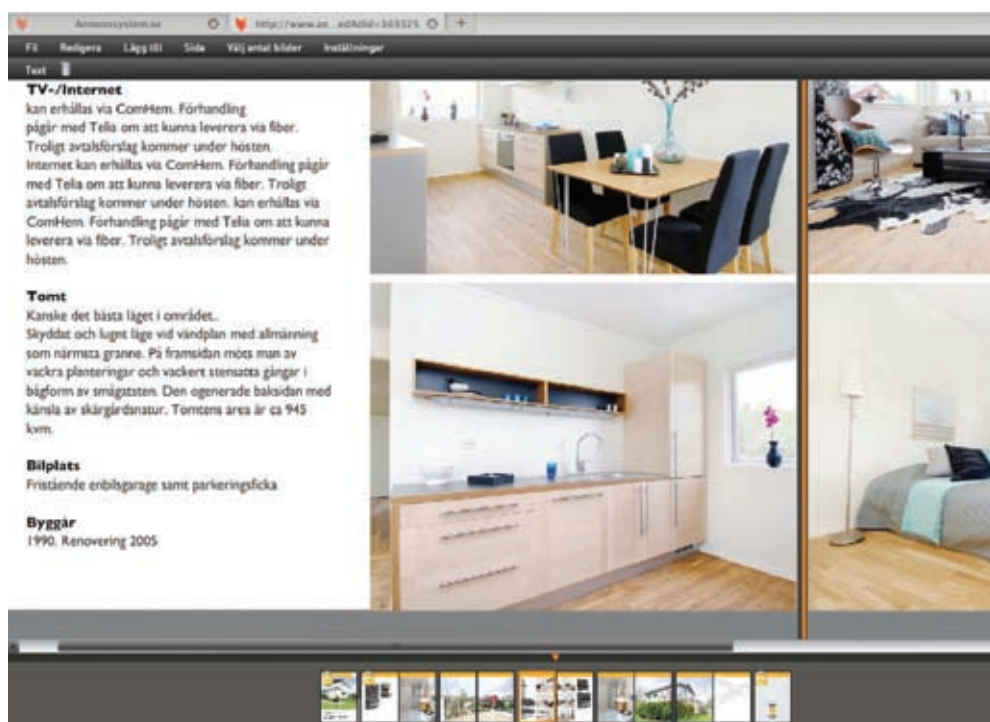 Annonssystem.se
http://www.an...edAdId=103325
Fil Redigera Lägg till Sida Välj antal bilder Inställningar
Text
TV-/Internet
kan erhållas via ComHem. Förhandling
pågår med Telia om att kunna leverera via fiber.
Troligt avtalsförslag kommer under hösten.
Internet kan erhållas via ComHem. Förhandling pågår
med Telia om att kunna leverera via fiber. Troligt
avtalsförslag kommer under hösten. kan erhållas via
ComHem. Förhandling pågår med Telia om att kunna
leverera via fiber. Troligt avtalsförslag kommer under
hösten.
Tomt
Kanske det bästa läget i området..
Skyddat och lugnt läge vid vändplan med allmänning
som närmsta granne. På framsidan möts man av
vackra planteringar och vackert stensatta gångar i
bågform av smågatsten. Den ogenerade baksidan med
känsla av skärgårdsnatur. Tomtens area är ca 945
kvm.
Bilplats
Fristående enbilsgarage samt parkeringsficka
Byggår
1990. Renovering 2005